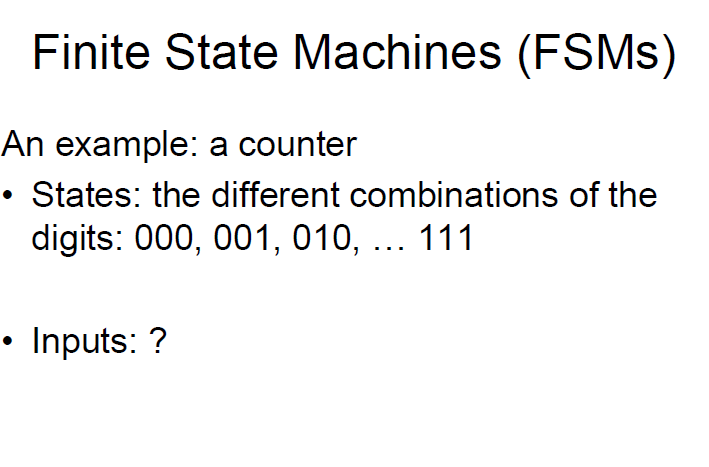 Finite State Machines (FSMs)
An example: a counter
• States: the different combinations of the
digits: 000, 001, 010, … 111
• Inputs: ?